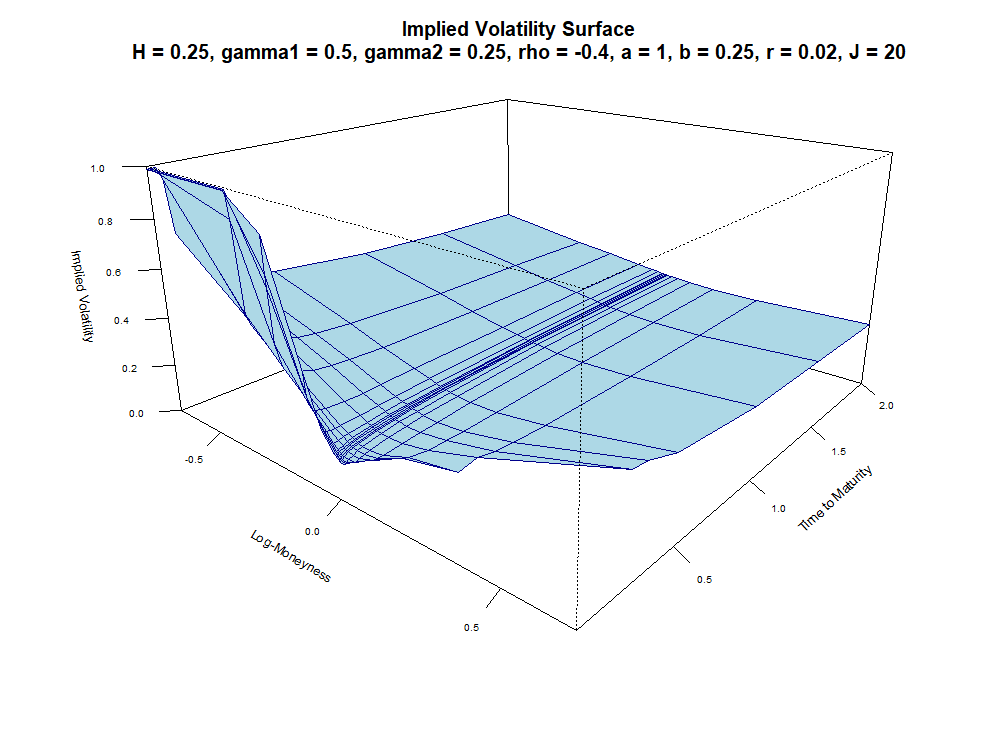 Implied Volatility Surface
H = 0.25, gamma1 = 0.5, gamma2 = 0.25, rho = -0.4, a = 1, b = 0.25, r = 0.02, J = 20
1.0
0.8
0.6
0.4
0.2
0.0
Implied Volatility
-0.5
0.0
0.5
Log-Moneyness
0.5
1.0
1.5
2.0
Time to Maturity